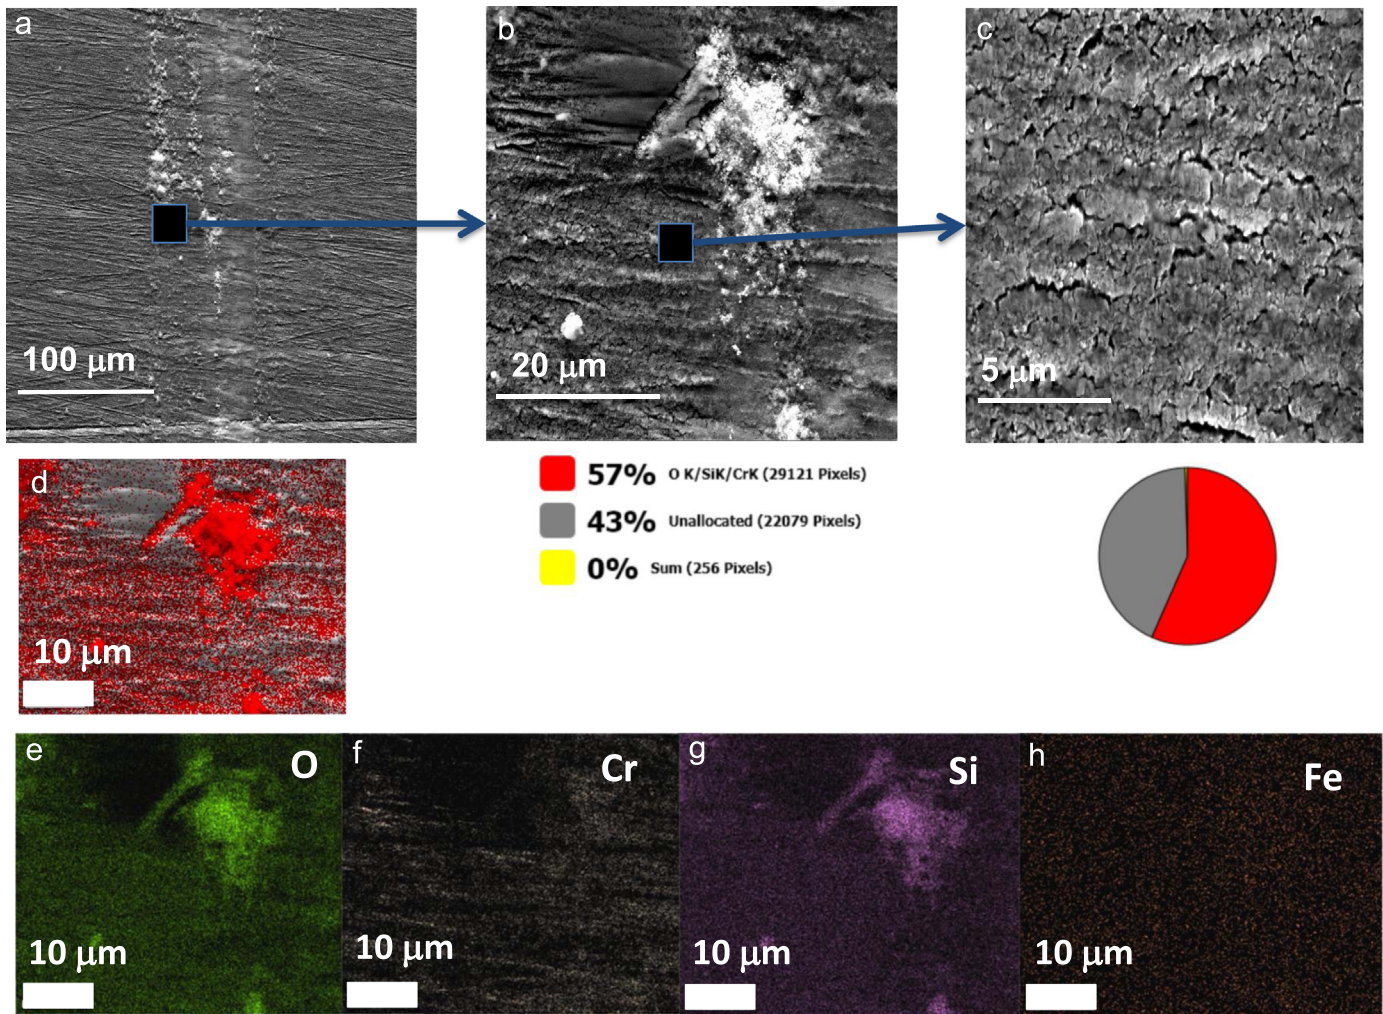 a
b
c
100 μm
20 μm
5 μm
d
57% O K/SiK/CrK (29121 Pixels)
43% Unallocated (22079 Pixels)
0% Sum (256 Pixels)
10 μm
e
O
f
Cr
g
Si
h
Fe
10 μm
10 μm
10 μm
10 μm